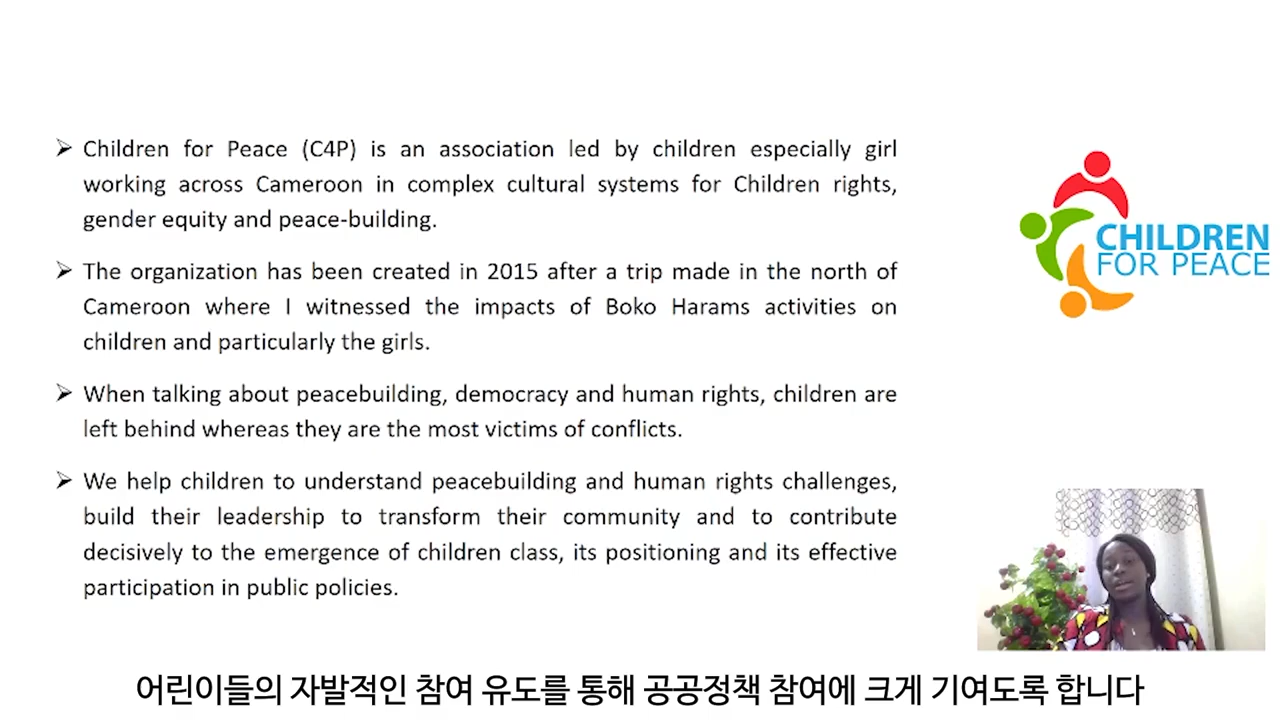 Children for Peace (C4P) is an association led by children especially girl
working across Cameroon in complex cultural systems for Children rights,
gender equity and peace-building.
The organization has been created in 2015 after a trip made in the north of
Cameroon where I witnessed the impacts of Boko Harams activities on
children and particularly the girls.
When talking about peacebuilding, democracy and human rights, children are
left behind whereas they are the most victims of conflicts.
We help children to understand peacebuilding and human rights challenges,
build their leadership to transform their community and to contribute
decisively to the emergence of children class, its positioning and its effective
participation in public policies.
CHILDREN
FOR PEACE
어린이들의 자발적인 참여 유도를 통해 공공정책 참여에 크게 기여도록 합니다